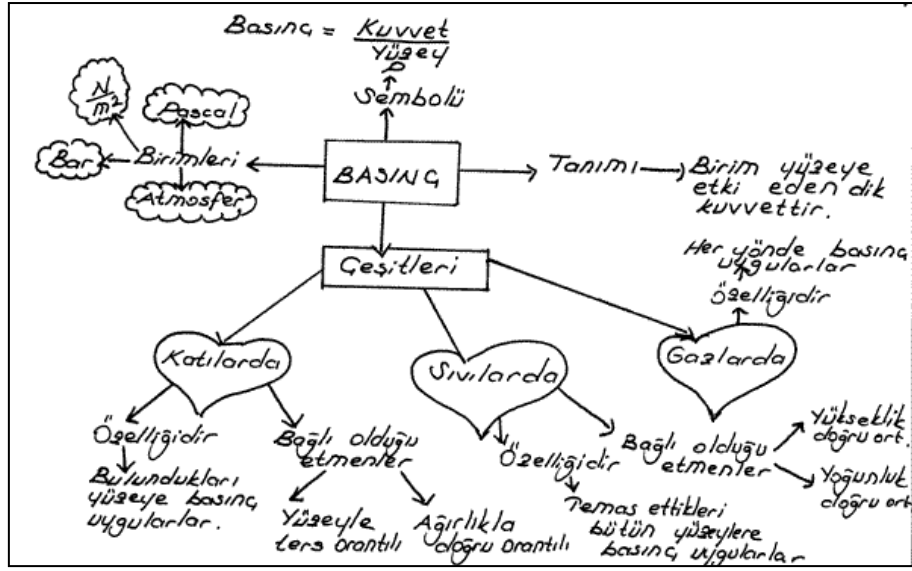 Basınç = Kuvvet
Yüzey
P
Sembolü
N/m²
Pascal
Bar
Birimleri
Atmosfer
BASINÇ
Tanımı
Birim yüzeye
etki eden dik
kuvvettir.
Çeşitleri
Her yönde basınç
uygularlar
Özelliğidir
Katılarda
Sıvılarda
Gazlarda
Özelliğidir
Bulundukları
yüzeye basınç
uygularlar.
Bağlı olduğu
etmenler
Yüzeyle
ters orantılı
Ağırlıkla
doğru orantılı
Özelliğidir
Temas ettikleri
bütün yüzeylere
basınç uygularlar
Bağlı olduğu
etmenler
Yükseklik
doğru ort.
Yoğunluk
doğru ort